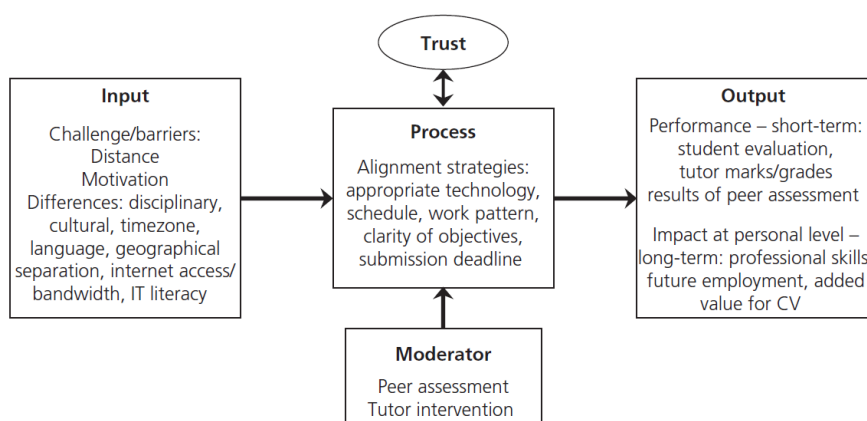 Trust
Input
Challenge/barriers:
Distance
Motivation
Differences: disciplinary,
cultural, timezone,
language, geographical
separation, internet access/
bandwidth, IT literacy
Process
Alignment strategies:
appropriate technology,
schedule, work pattern,
clarity of objectives,
submission deadline
Output
Performance – short-term:
student evaluation,
tutor marks/grades
results of peer assessment
Impact at personal level –
long-term: professional skills,
future employment, added
value for CV
Moderator
Peer assessment
Tutor intervention